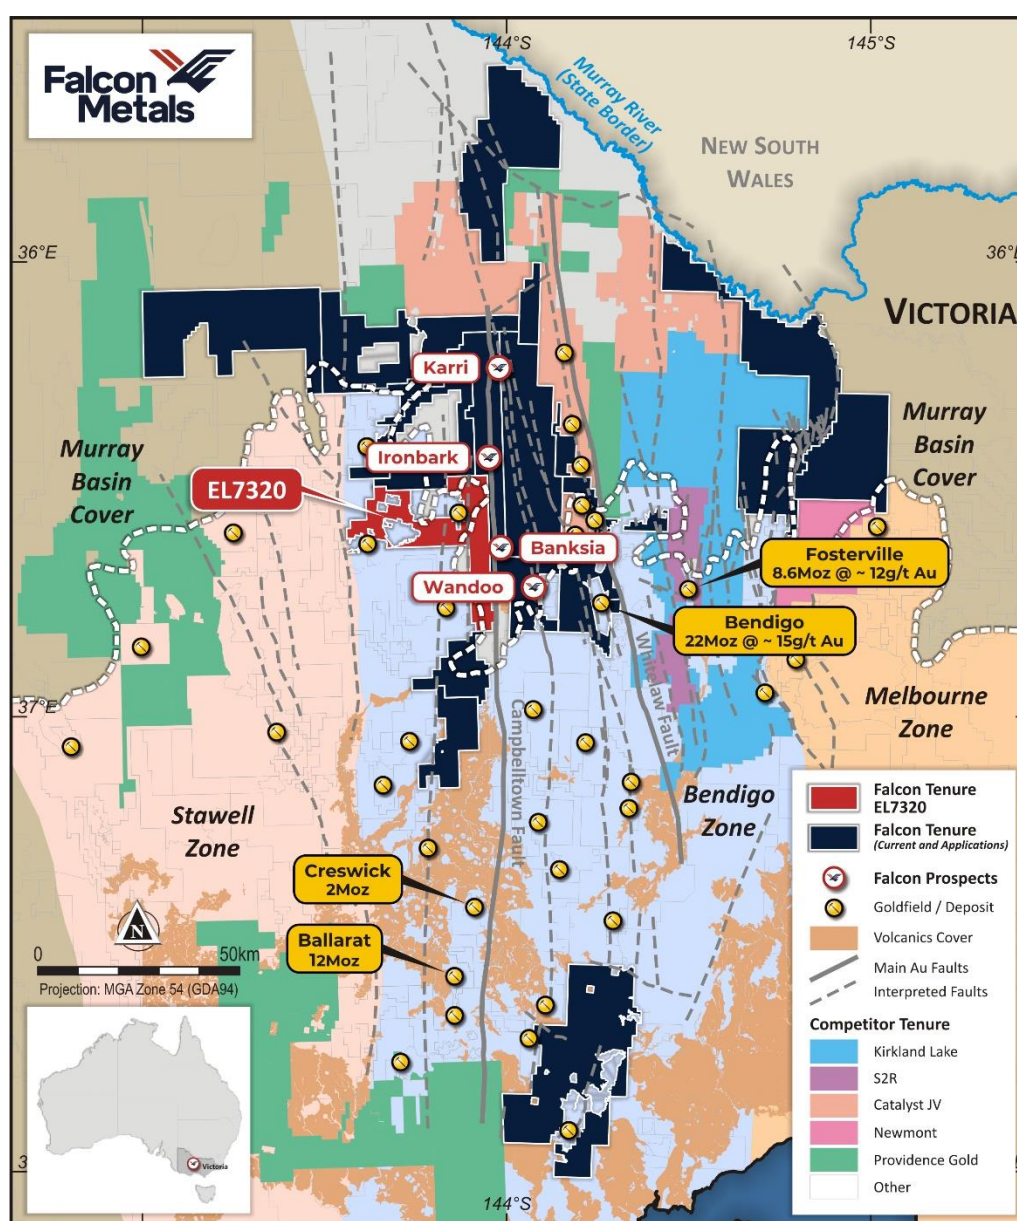 Falcon
Metals
144°S
145°S
Murray River
(State Border)
NEW SOUTH
WALES
36°E
36°E
VICTORIA
Karri
Murray
Basin
Cover
Ironbark
Murray
Basin
Cover
EL7320
Banksia
Fosterville
8.6Moz @ ~ 12g/t Au
Wandoo
Bendigo
22Moz @ ~ 15g/t Au
Whitelaw Fault
Melbourne
Zone
37°E
Campbelltown Fault
Stawell
Zone
Bendigo
Zone
Creswick
2Moz
Ballarat
12Moz
N
0
50km
Projection: MGA Zone 54 (GDA94)
Victoria
144°S
Falcon Tenure
EL7320
Falcon Tenure
(Current and Applications)
Falcon Prospects
Goldfield / Deposit
Volcanics Cover
Main Au Faults
Interpreted Faults
Competitor Tenure
Kirkland Lake
S2R
Catalyst JV
Newmont
Providence Gold
Other